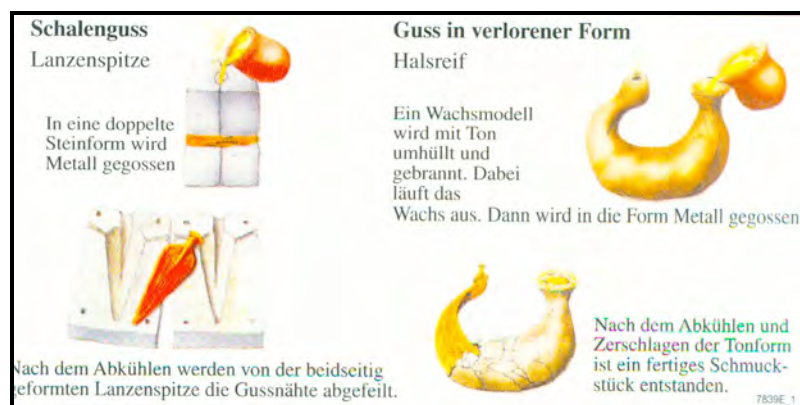 Schalenguss
Lanzenspitze
In eine doppelte
Steinform wird
Metall gegossen
Nach dem Abkühlen werden von der beidseitig
geformten Lanzenspitze die Gussnähte abgefeilt.
Guss in verlorener Form
Halsreif
Ein Wachsmodell
wird mit Ton
umhüllt und
gebrannt. Dabei
läuft das
Wachs aus. Dann wird in die Form Metall gegossen
Nach dem Abkühlen und
Zerschlagen der Tonform
ist ein fertiges Schmuck-
stück entstanden.
7839E_1